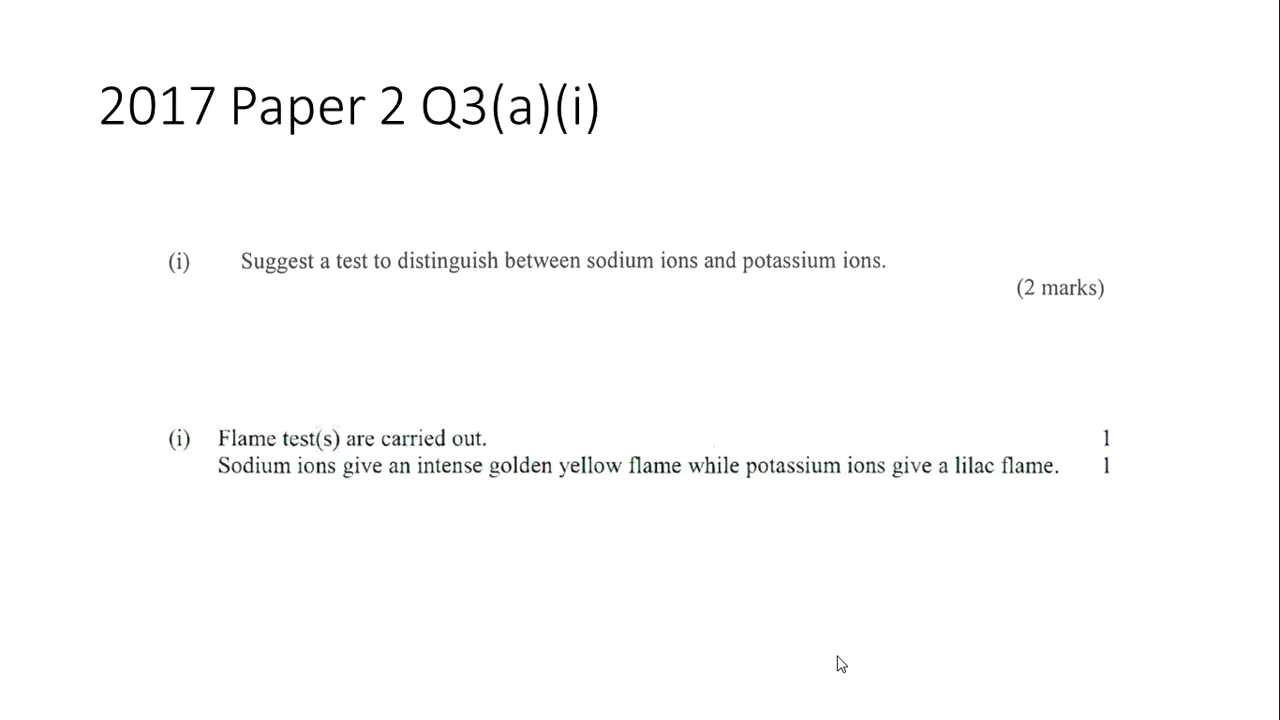 2017 Paper 2 Q3(a)(i)
(i) Suggest a test to distinguish between sodium ions and potassium ions.
(2 marks)
(i) Flame test(s) are carried out. 1
Sodium ions give an intense golden yellow flame while potassium ions give a lilac flame. 1